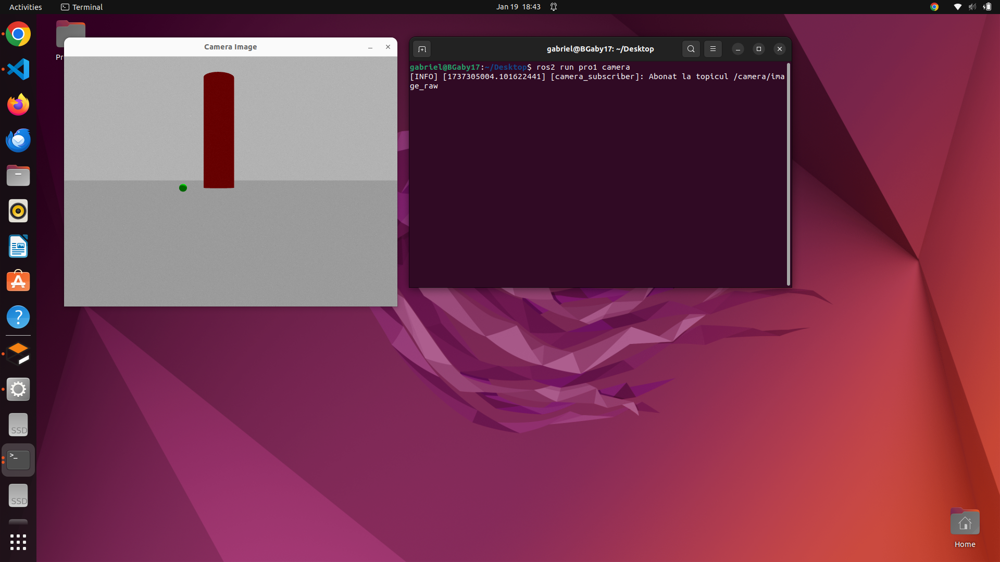 Activities
Terminal
Jan 19 18:43
Pr
Camera Image
gabriel@BGaby17: ~/Desktop
gabriel@BGaby17:~/Desktop$ ros2 run pro1 camera
[INFO] [1737305004.101622441] [camera_subscriber]: Abonat la topicul /camera/ima
ge_raw
SSD
>_
SSD
Home